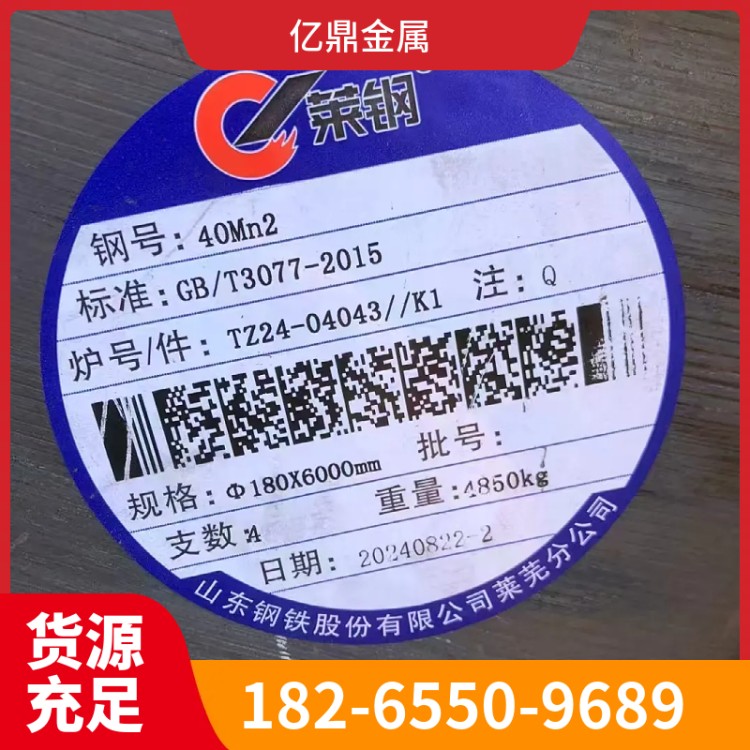 亿鼎金属
莱钢
钢号: 40Mn2
标准: GB/T3077-2015
炉号/件: TZ24-04043//K1 注: Q
规格: Φ180X6000mm 批号:
支数:4 重量:4850kg
日期: 20240822-2
山东钢铁股份有限公司莱芜分公司
货源
充足
182-6550-9689